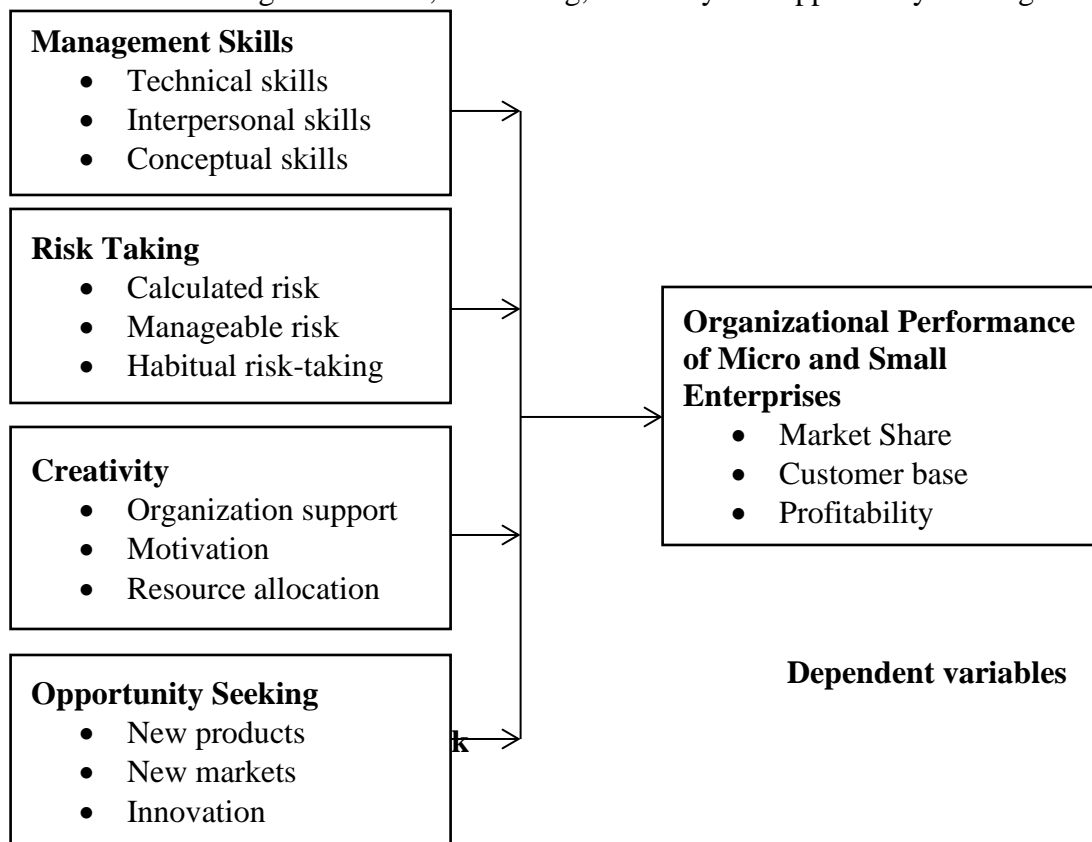 Management Skills
• Technical skills
• Interpersonal skills
• Conceptual skills
Risk Taking
• Calculated risk
• Manageable risk
• Habitual risk-taking
Creativity
• Organization support
• Motivation
• Resource allocation
Opportunity Seeking
• New products
• New markets
• Innovation
k
Organizational Performance
of Micro and Small
Enterprises
• Market Share
• Customer base
• Profitability
Dependent variables